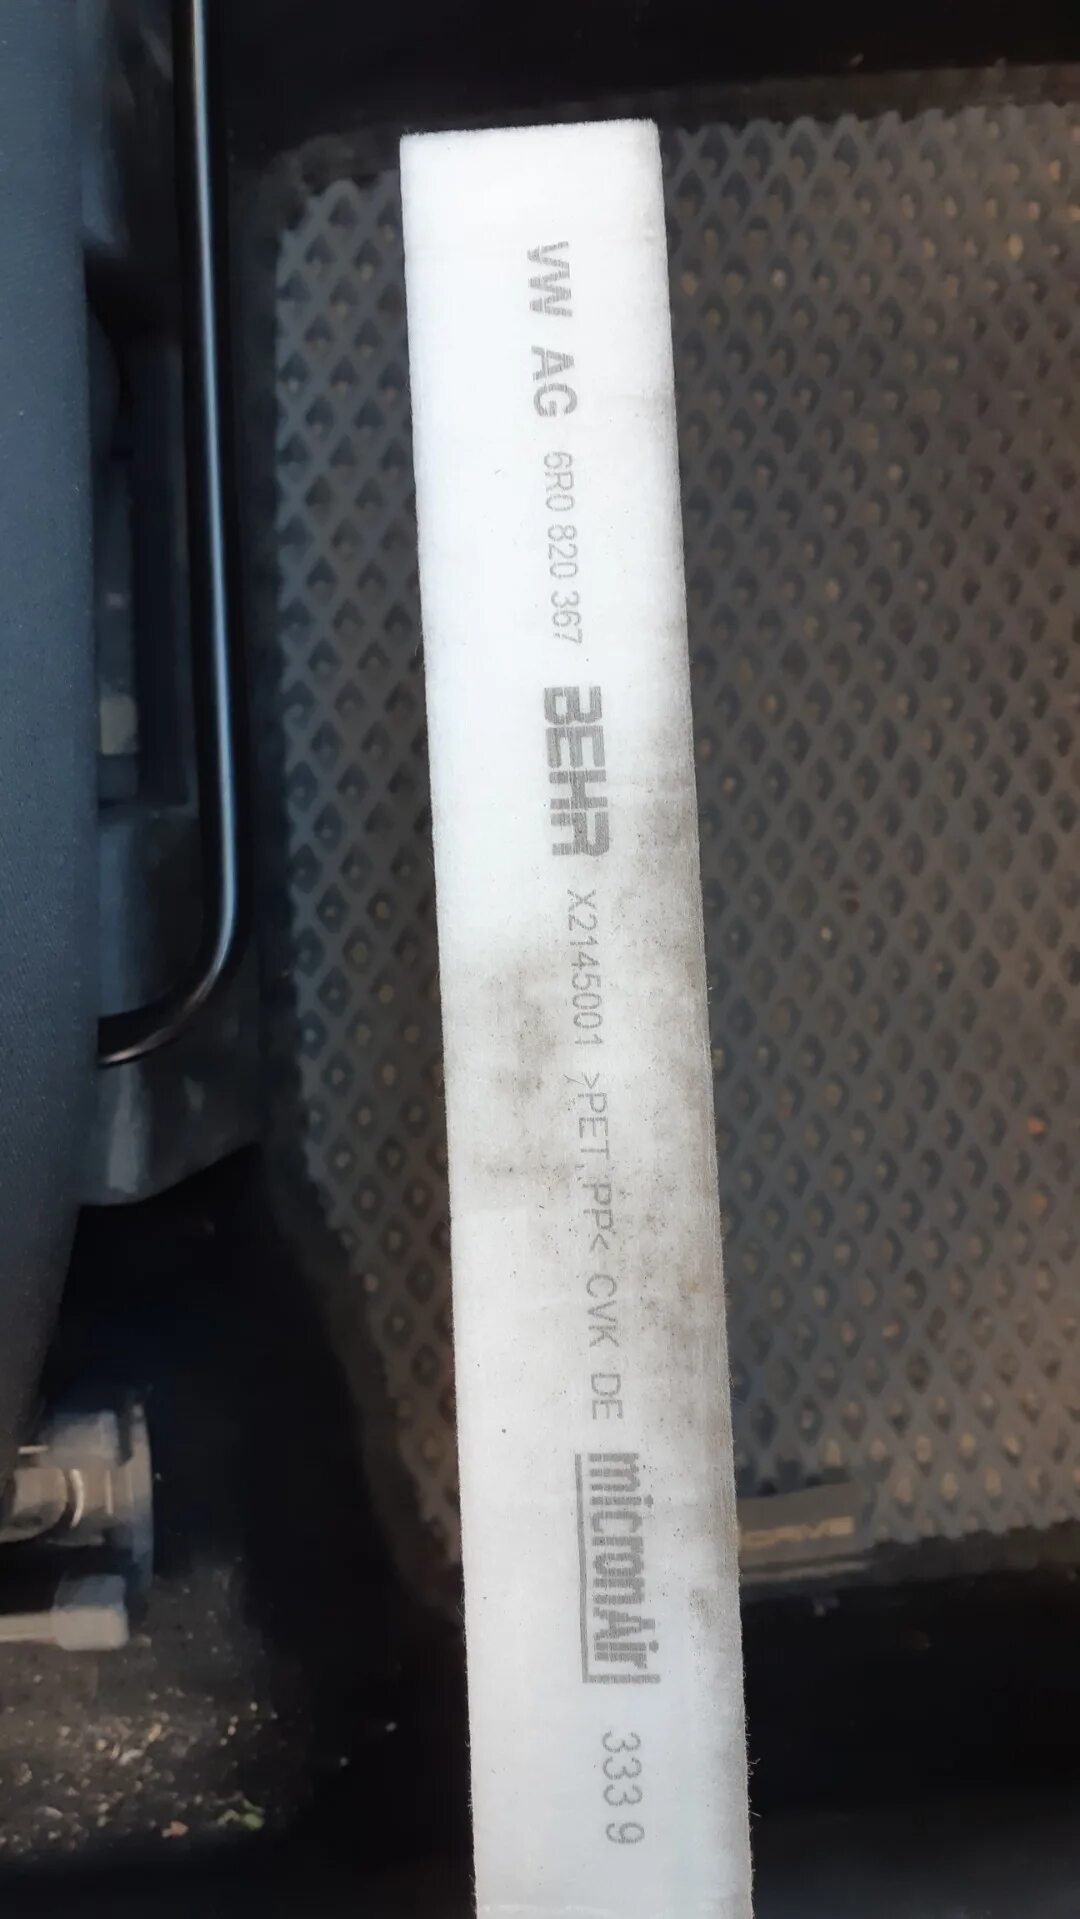 VW AG 6R0 820 367 BEHR X2145001 >PET,PP< CVK DE micronAir 333 9